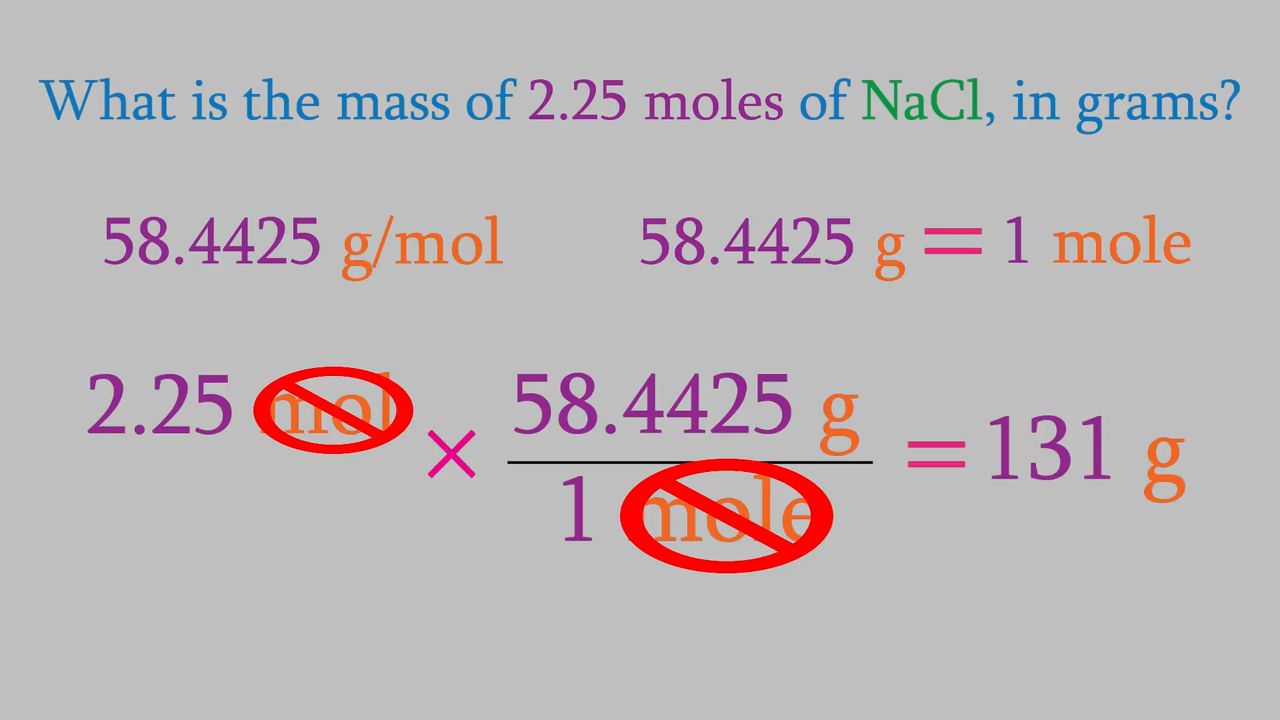 What is the mass of 2.25 moles of NaCl, in grams?
58.4425 g/mol
58.4425 g = 1 mole
2.25 mol × 58.4425 g = 131 g
1 mole